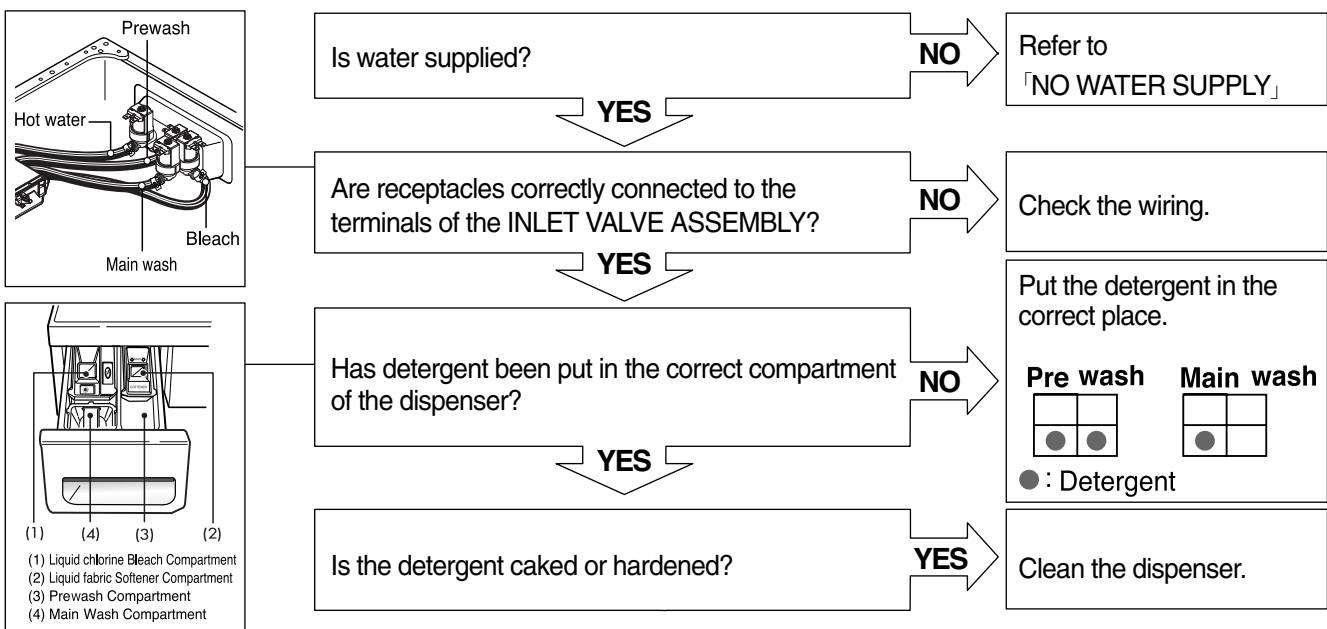 Prewash
Hot water
Bleach
Main wash
Is water supplied?
NO
Refer to
「NO WATER SUPPLY」
YES
Are receptacles correctly connected to the
terminals of the INLET VALVE ASSEMBLY?
NO
Check the wiring.
YES
(1) (4) (3) (2)
(1) Liquid chlorine Bleach Compartment
(2) Liquid fabric Softener Compartment
(3) Prewash Compartment
(4) Main Wash Compartment
Has detergent been put in the correct compartment
of the dispenser?
NO
Put the detergent in the
correct place.
Pre wash Main wash
: Detergent
YES
Is the detergent caked or hardened?
YES
Clean the dispenser.